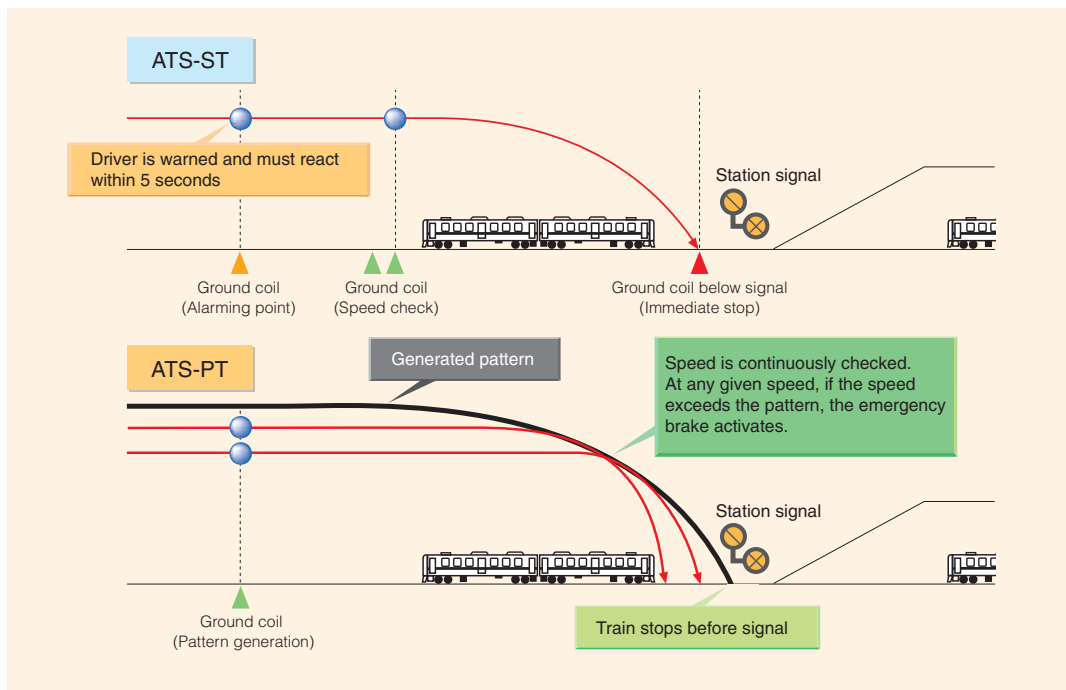 ATS-ST
Driver is warned and must react
within 5 seconds
Station signal
Ground coil
(Alarming point)
Ground coil
(Speed check)
Ground coil below signal
(Immediate stop)
ATS-PT
Generated pattern
Speed is continuously checked.
At any given speed, if the speed
exceeds the pattern, the emergency
brake activates.
Station signal
Ground coil
(Pattern generation)
Train stops before signal